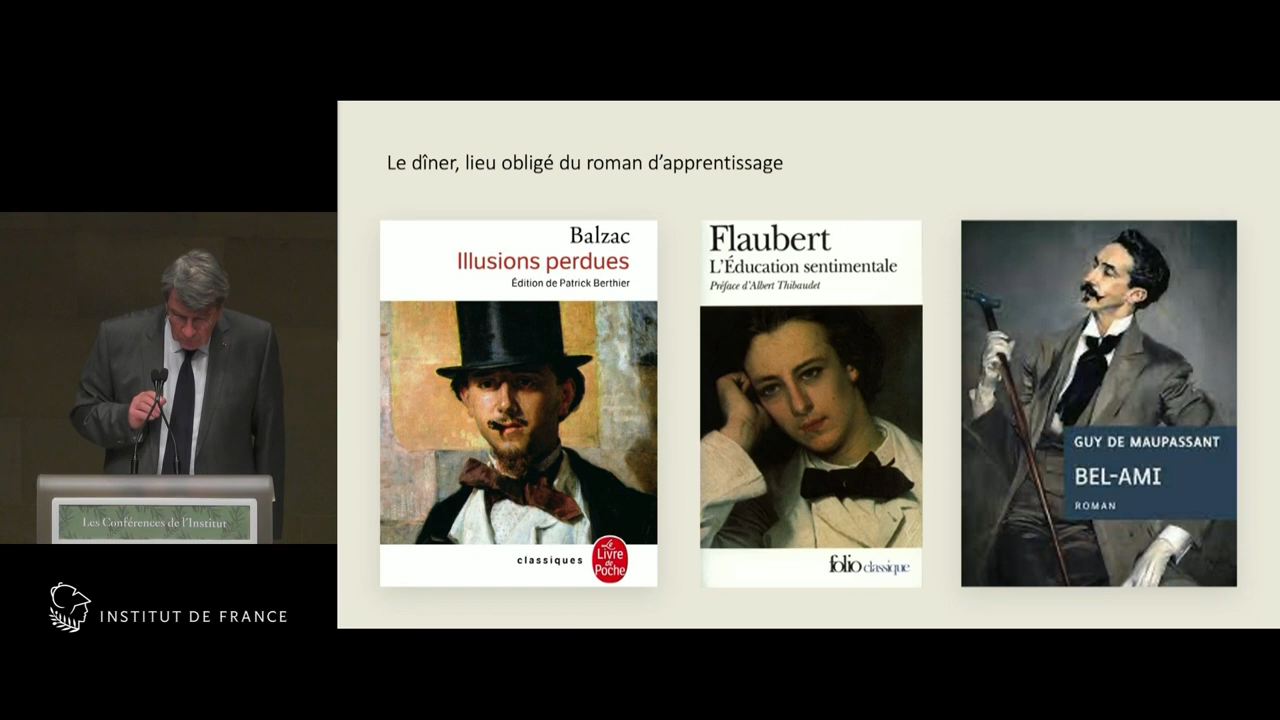 Le dîner, lieu obligé du roman d’apprentissage
Balzac
Illusions perdues
Édition de Patrick Berthier
classiques
Le
Livre
de
Poche
Flaubert
L’Éducation sentimentale
Préface d’Albert Thibaudet
folio classique
GUY DE MAUPASSANT
BEL-AMI
ROMAN
Les Conférences de l’Institut
INSTITUT DE FRANCE